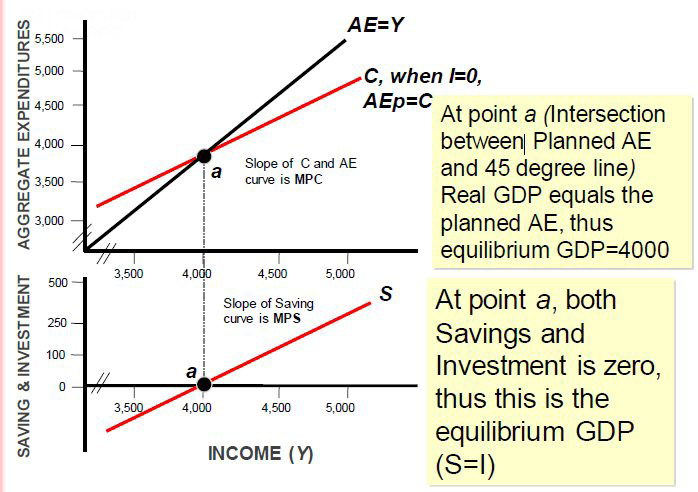 AGGREGATE EXPENDITURES
5,500
5,000
4,500
4,000
3,500
3,000
AE=Y
C, when I=0,
AEp=C
a
Slope of C and AE
curve is MPC
3,500 4,000 4,500 5,000
At point a (Intersection
between Planned AE
and 45 degree line)
Real GDP equals the
planned AE, thus
equilibrium GDP=4000
SAVING & INVESTMENT
500
250
100
0
S
Slope of Saving
curve is MPS
a
3,500 4,000 4,500 5,000
INCOME (Y)
At point a, both
Savings and
Investment is zero,
thus this is the
equilibrium GDP
(S=I)